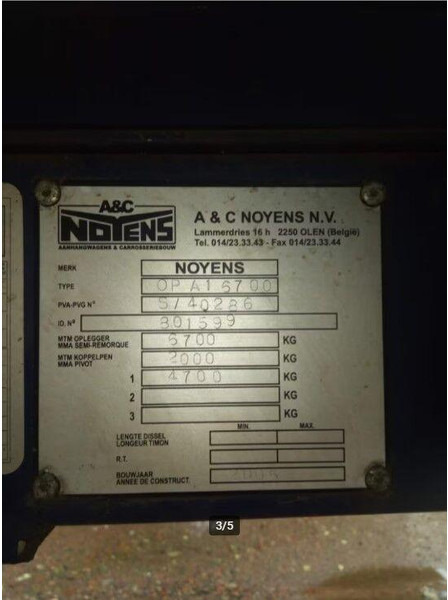 A&C
NOYENS
AANHANGWAGENS & CARROSSERIEBOUW
A & C NOYENS N.V.
Lammerdries 16 h 2250 OLEN (België)
Tel. 014/23.33.43 - Fax 014/23.33.44
MERK NOYENS
TYPE OP A1 6700
PVA-PVG N° S/40286
ID. N° 301599
MTM OPLEGGER
MMA SEMI-REMORQUE 6700 KG
MTM KOPPELPEN
MMA PIVOT 2000 KG
1 4700 KG
2 KG
3 KG
MIN. MAX.
LENGTE DISSEL
LONGEUR TIMON
R.T.
BOUWJAAR
ANNEE DE CONSTRUCT.
3/5